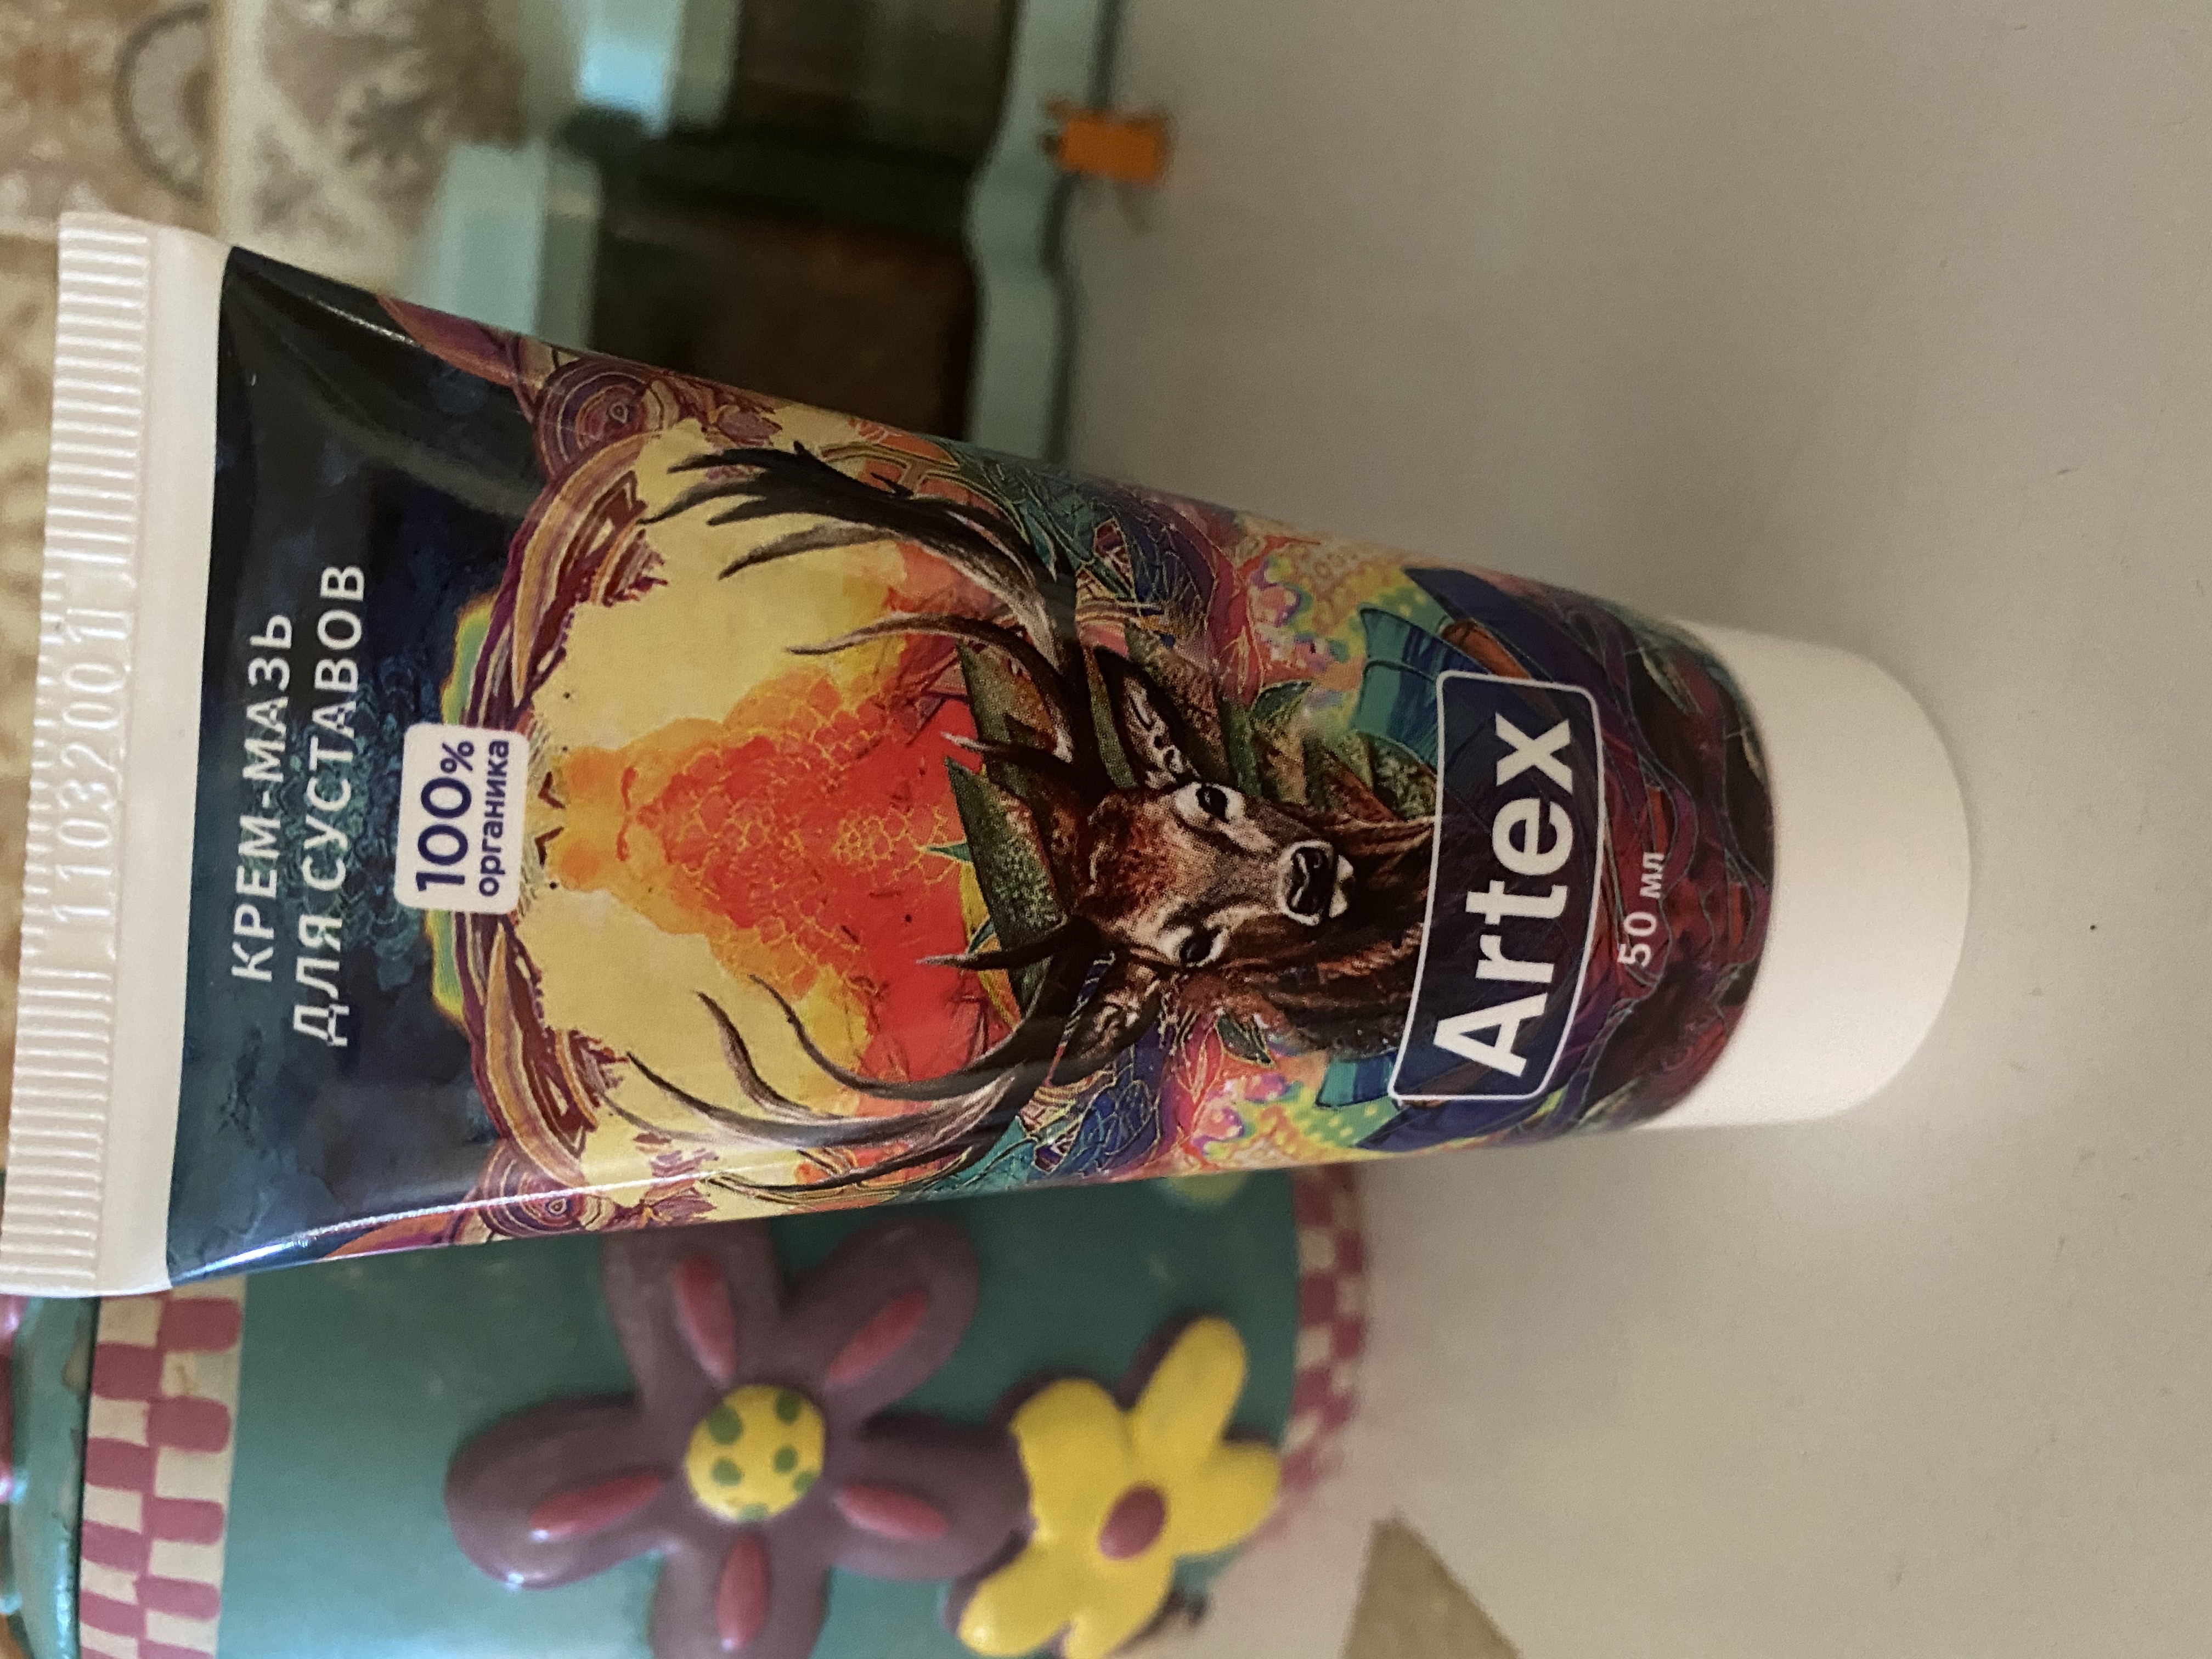 11032001
КРЕМ-МАЗЬ
ДЛЯ СУСТАВОВ
100%
органика
Artex
50 мл